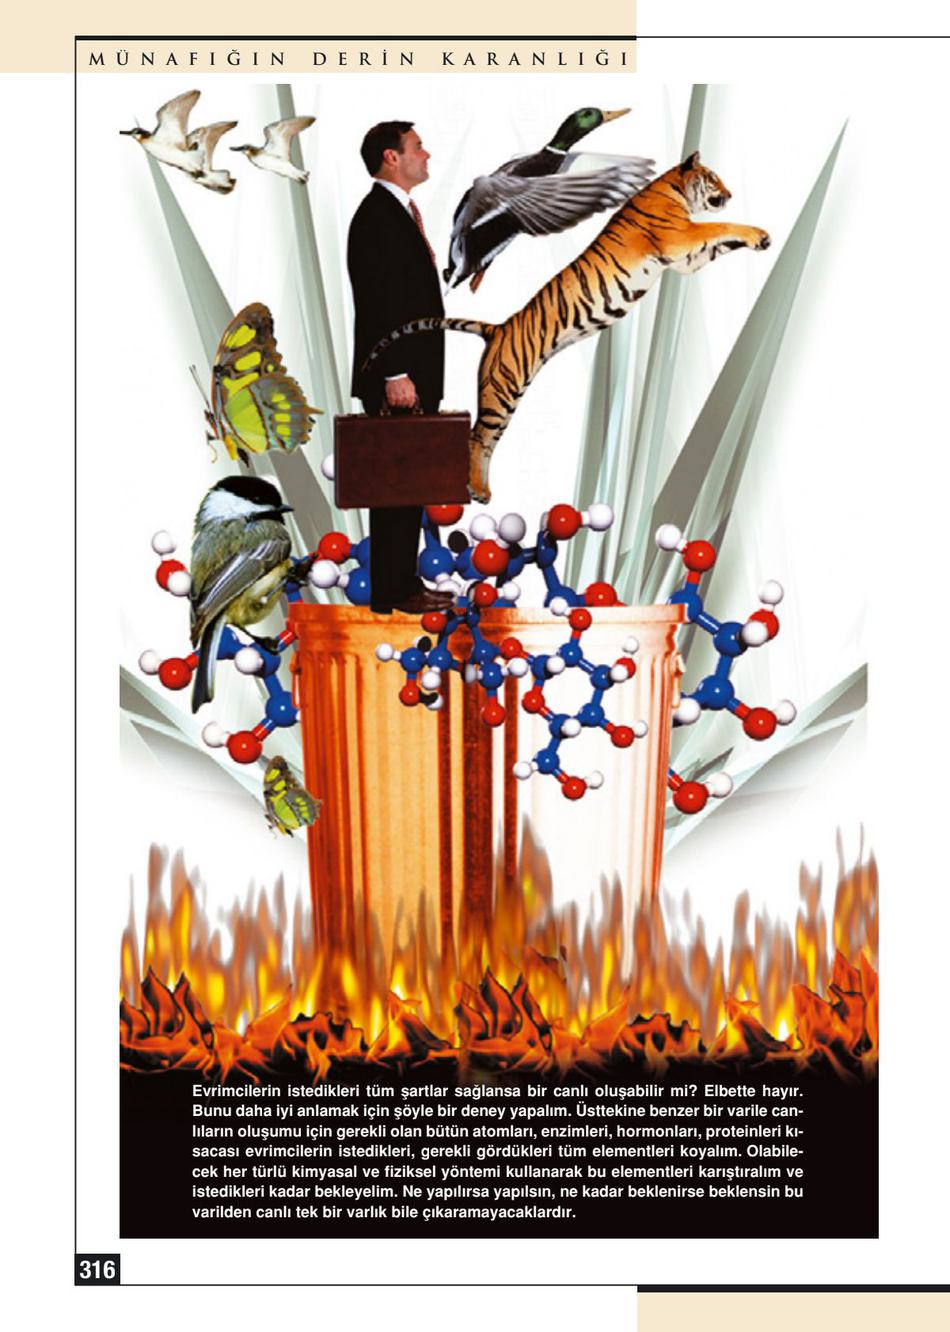 MÜNAFIĞIN DERİN KARANLIĞI
Evrimcilerin istedikleri tüm şartlar sağlansa bir canlı oluşabilir mi? Elbette hayır.
Bunu daha iyi anlamak için şöyle bir deney yapalım. Üsttekine benzer bir varile can-
lıların oluşumu için gerekli olan bütün atomları, enzimleri, hormonları, proteinleri kı-
sacası evrimcilerin istedikleri, gerekli gördükleri tüm elementleri koyalım. Olabile-
cek her türlü kimyasal ve fiziksel yöntemi kullanarak bu elementleri karıştıralım ve
istedikleri kadar bekleyelim. Ne yapılırsa yapılsın, ne kadar beklenirse beklensin bu
varilden canlı tek bir varlık bile çıkaramayacaklardır.
316